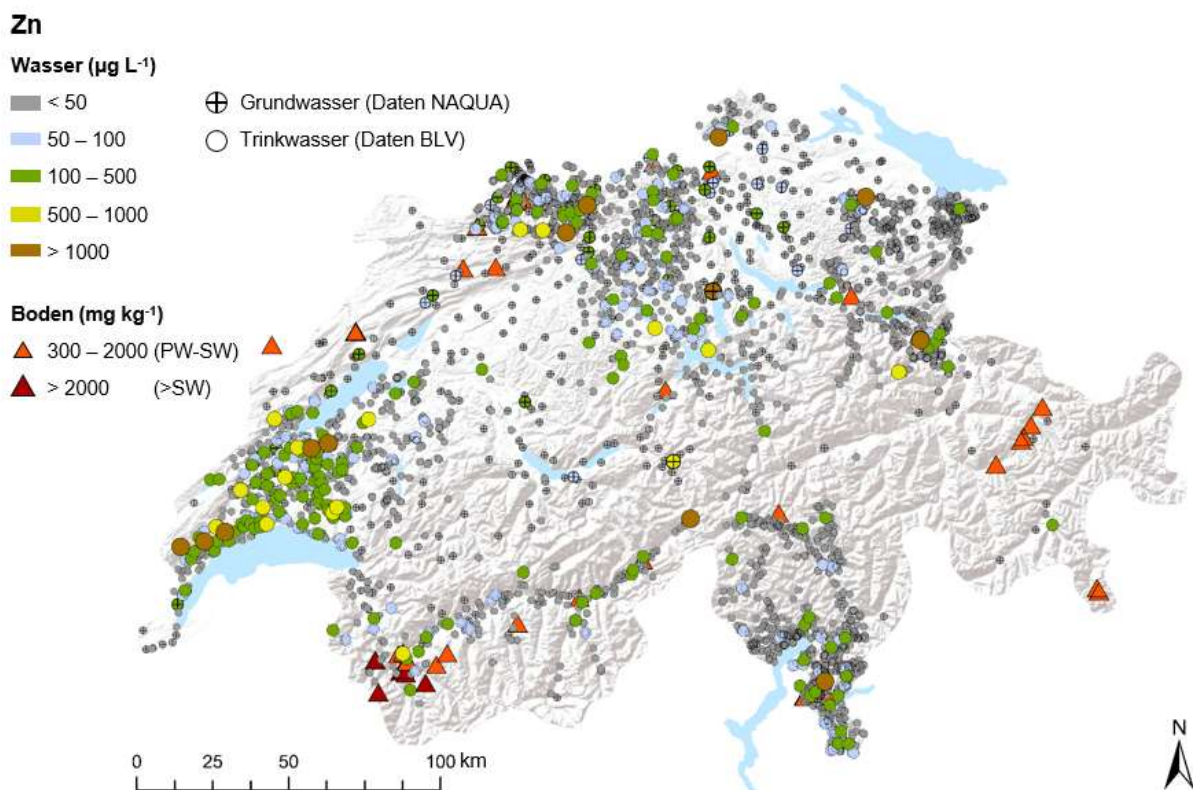 Zn
Wasser (µg L⁻¹)
< 50
50 – 100
100 – 500
500 – 1000
> 1000
Grundwasser (Daten NAQUA)
Trinkwasser (Daten BLV)
Boden (mg kg⁻¹)
300 – 2000 (PW-SW)
> 2000 (>SW)
0 25 50 100 km
N